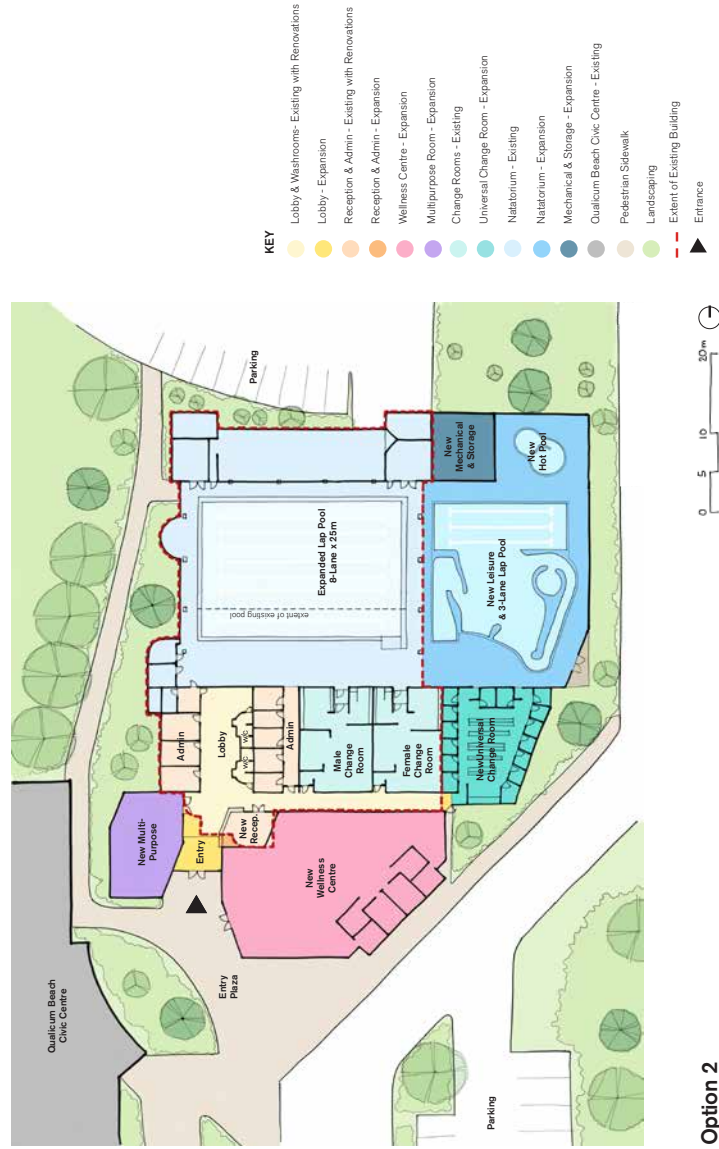 Qualicum Beach
Civic Centre
New Multi-
Purpose
Entry
Plaza
Entry
New
Recep.
New
Wellness
Centre
Admin
Lobby
w/c
w/c
Admin
Male
Change
Room
Female
Change
Room
NewUniversal
Change Room
extent of existing pool
Expanded Lap Pool
8-Lane x 25m
New Leisure
& 3-Lane Lap Pool
New
Hot Pool
New
Mechanical
& Storage
Parking
Parking
KEY
Lobby & Washrooms- Existing with Renovations
Lobby - Expansion
Reception & Admin - Existing with Renovations
Reception & Admin - Expansion
Wellness Centre - Expansion
Multipurpose Room - Expansion
Change Rooms - Existing
Universal Change Room - Expansion
Natatorium - Existing
Natatorium - Expansion
Mechanical & Storage - Expansion
Qualicum Beach Civic Centre - Existing
Pedestrian Sidewalk
Landscaping
Extent of Existing Building
Entrance
Option 2
0 5 10 20m